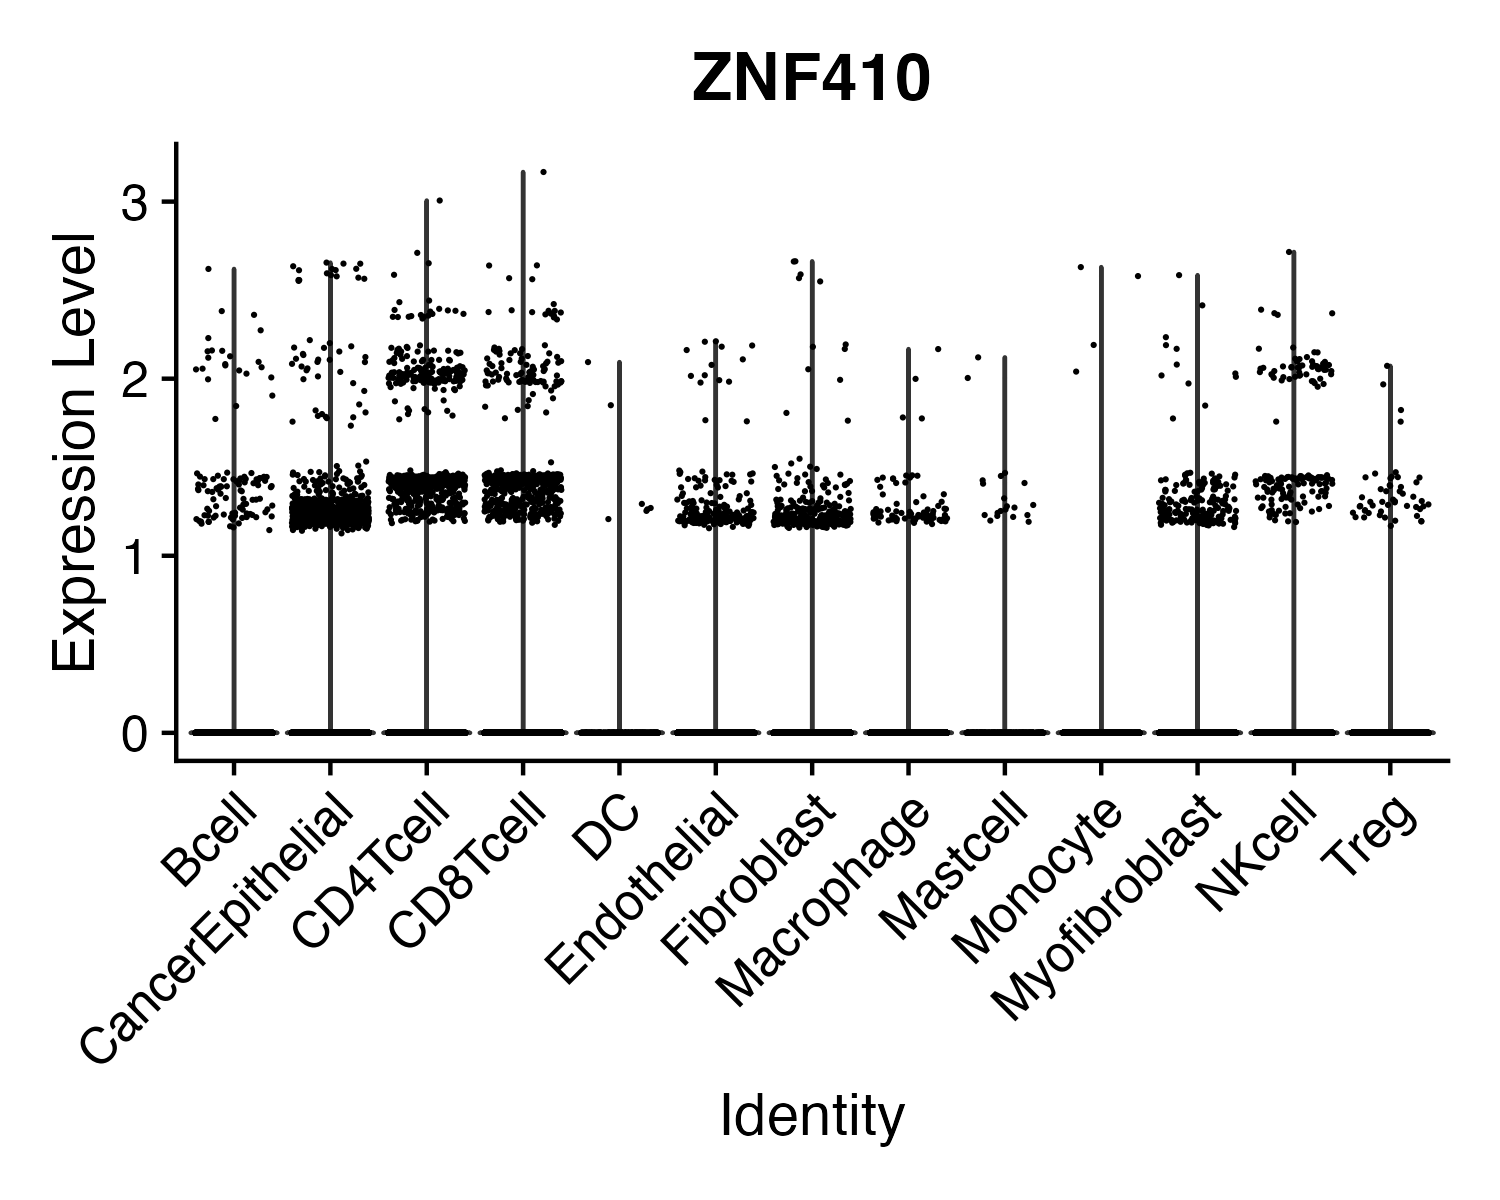 ZNF410
Expression Level
3
2
1
0
Bcell
CancerEpithelial
CD4Tcell
CD8Tcell
DC
Endothelial
Fibroblast
Macrophage
Mastcell
Monocyte
Myofibroblast
NKcell
Treg
Identity